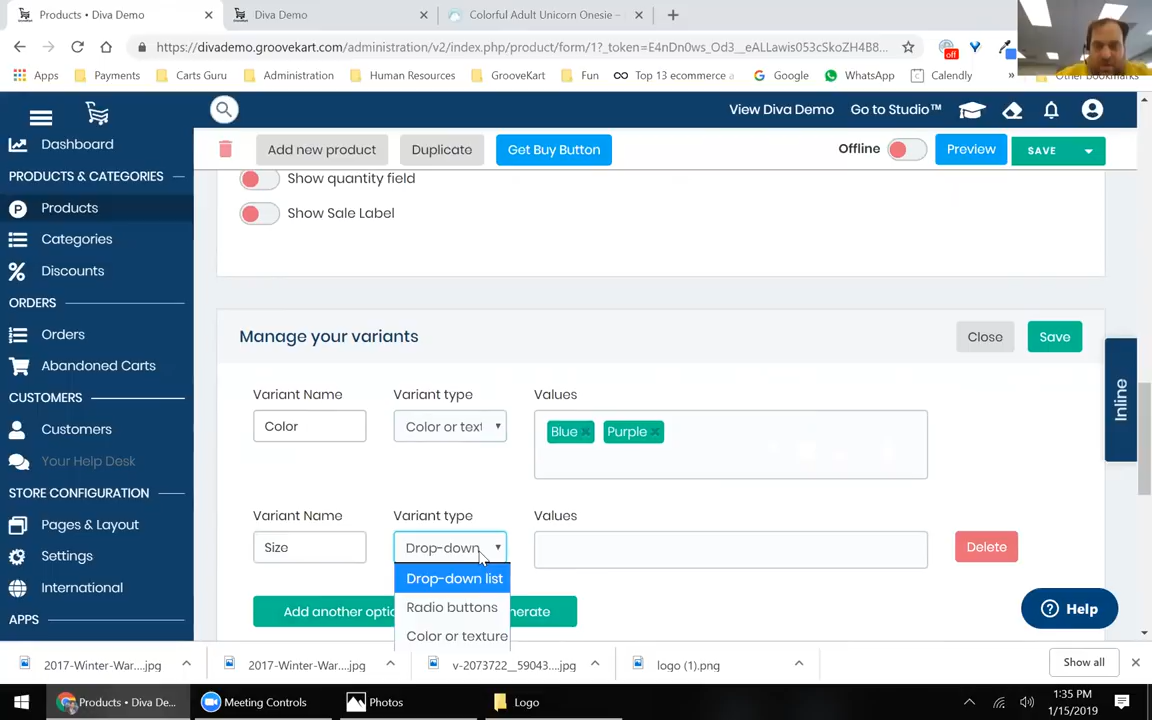 Products • Diva Demo
Diva Demo
Colorful Adult Unicorn Onesie –
https://divademo.groovekart.com/administration/v2/index.php/product/form/1?_token=E4nDn0ws_Od3__eALLawis053cSkoZH4B8...
off
Apps
Payments
Carts Guru
Administration
Human Resources
GrooveKart
Fun
Top 13 ecommerce a
Google
WhatsApp
Calendly
»
Other Bookmarks
View Diva Demo
Go to Studio™
Dashboard
PRODUCTS & CATEGORIES
Products
Categories
Discounts
ORDERS
Orders
Abandoned Carts
CUSTOMERS
Customers
Your Help Desk
STORE CONFIGURATION
Pages & Layout
Settings
International
APPS
Add new product
Duplicate
Get Buy Button
Offline
Preview
SAVE
Show quantity field
Show Sale Label
Manage your variants
Close
Save
Variant Name
Variant type
Values
Color
Color or text
Blue ×
Purple ×
Variant Name
Variant type
Values
Size
Drop-down
Delete
Drop-down list
Radio buttons
Color or texture
Add another optio
nerate
Inline
Help
2017-Winter-War....jpg
2017-Winter-War....jpg
v-2073722__59043....jpg
logo (1).png
Show all
Products • Diva De...
Meeting Controls
Photos
Logo
1:35 PM
1/15/2019